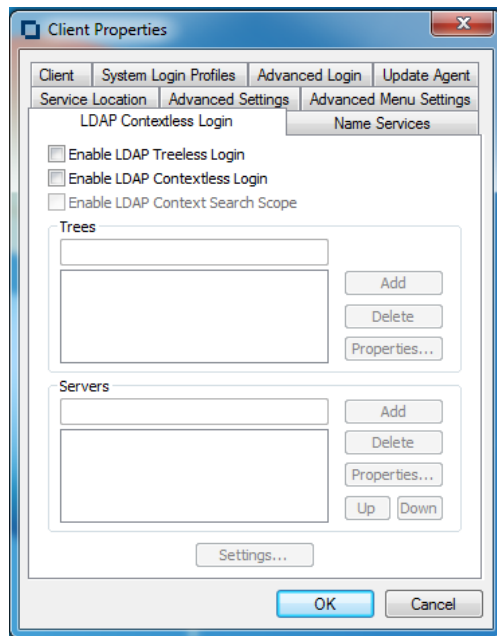 Client Properties
x
Client System Login Profiles Advanced Login Update Agent
Service Location Advanced Settings Advanced Menu Settings
LDAP Contextless Login Name Services
Enable LDAP Treeless Login
Enable LDAP Contextless Login
Enable LDAP Context Search Scope
Trees
Add
Delete
Properties...
Servers
Add
Delete
Properties...
Up Down
Settings...
OK Cancel